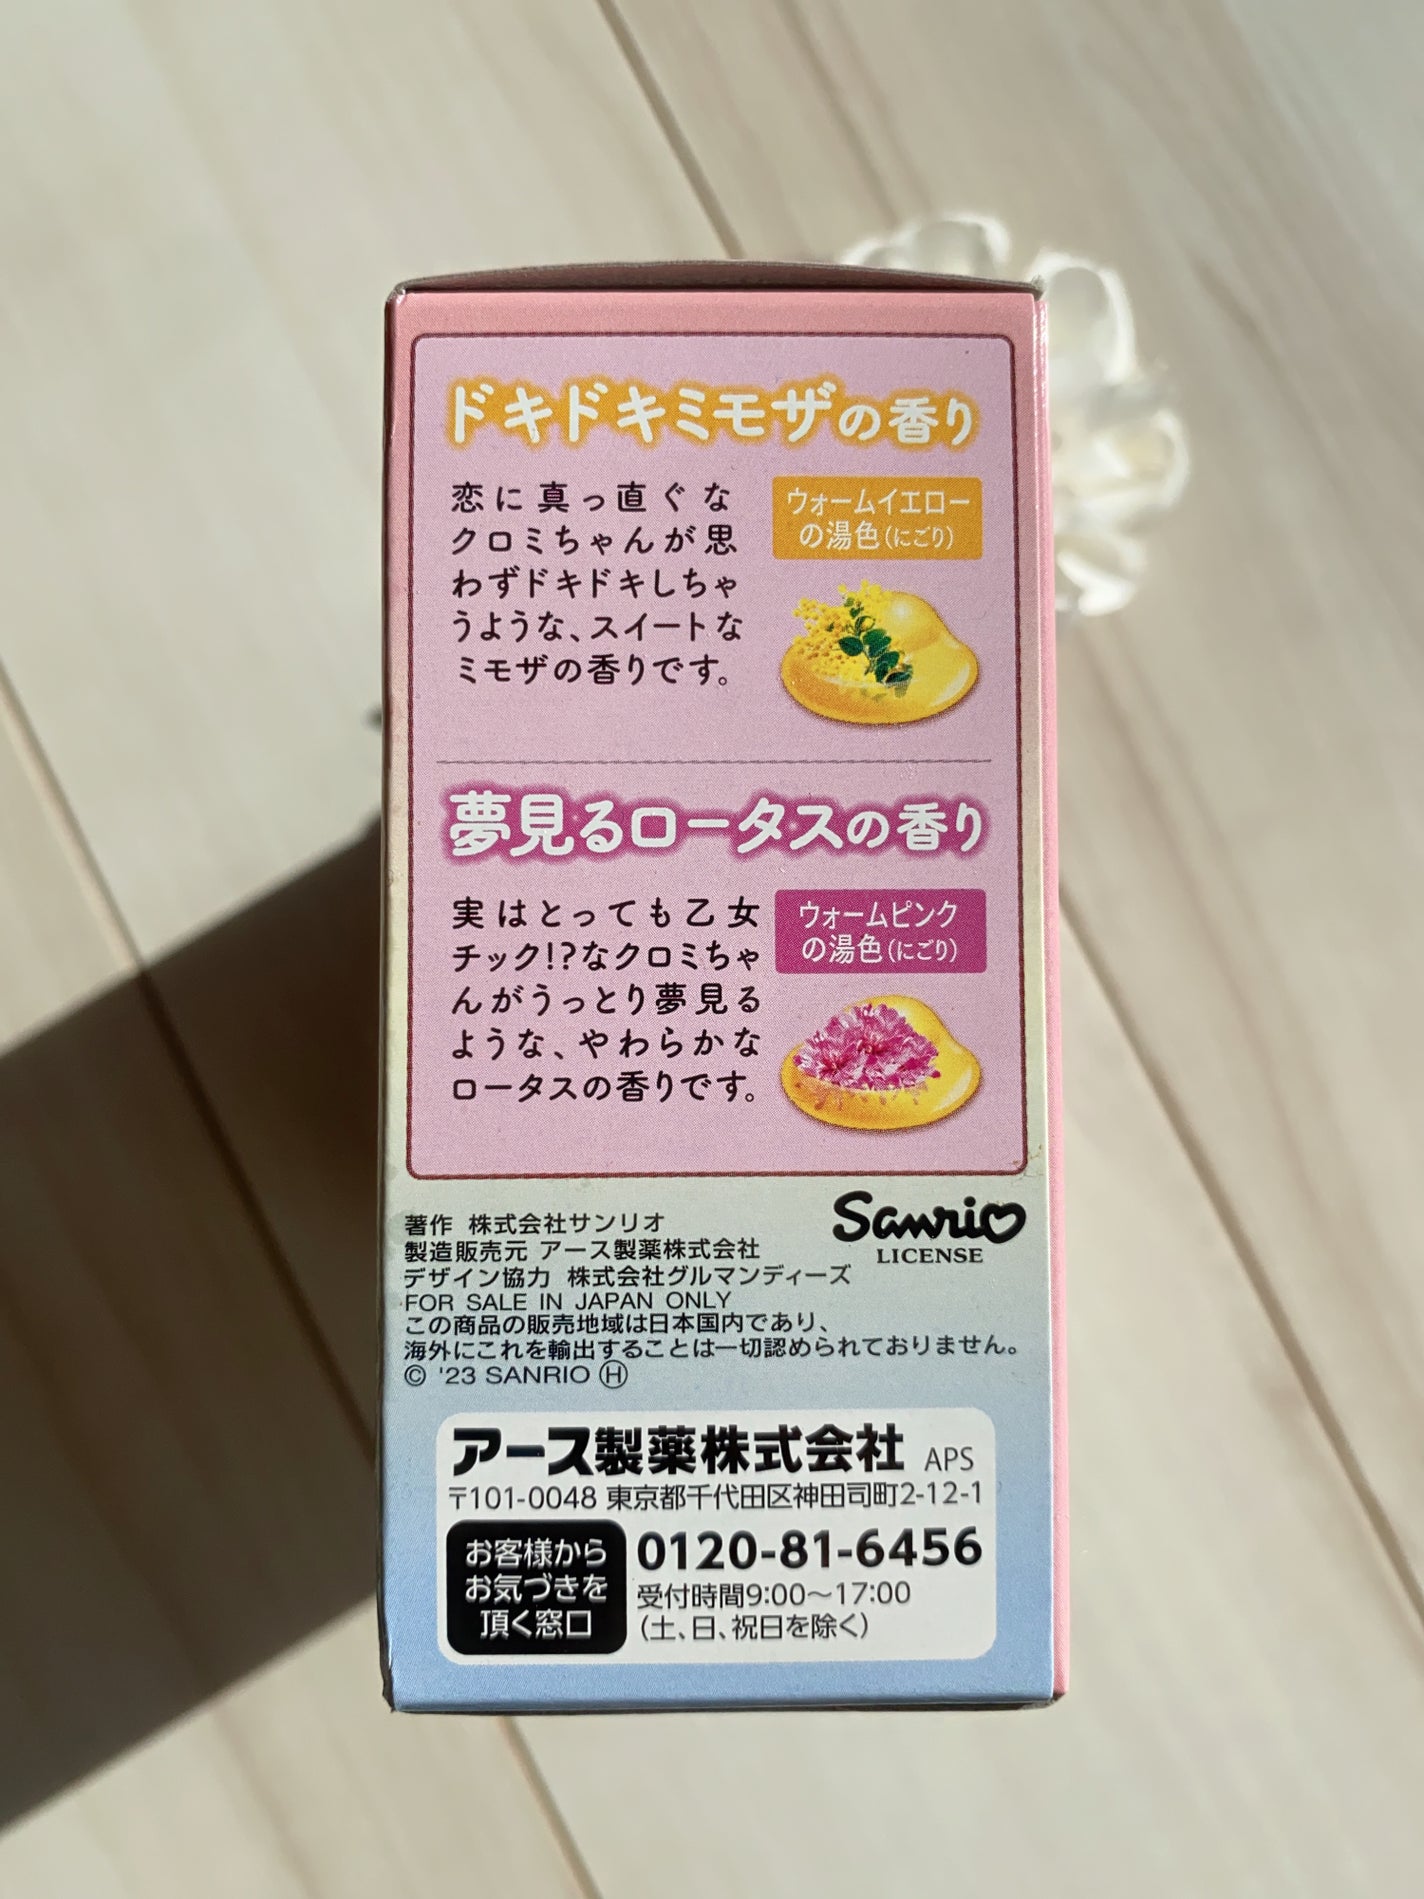 ドキドキミモザの香り
恋に真っ直ぐな
クロミちゃんが思
わずドキドキしちゃ
うような、スイートな
ミモザの香りです。
ウォームイエロー
の湯色(にごり)
夢見るロータスの香り
実はとっても乙女
チック!?なクロミちゃ
んがうっとり夢見る
ような、やわらかな
ロータスの香りです。
ウォームピンク
の湯色(にごり)
Sanrio
LICENSE
著作 株式会社サンリオ
製造販売元 アース製薬株式会社
デザイン協力 株式会社グルマンディーズ
FOR SALE IN JAPAN ONLY
この商品の販売地域は日本国内であり、
海外にこれを輸出することは一切認められておりません。
© '23 SANRIO Ⓗ
アース製薬株式会社 APS
〒101-0048 東京都千代田区神田司町2-12-1
お客様から
お気づきを
頂く窓口
0120-81-6456
受付時間9:00～17:00
(土、日、祝日を除く)